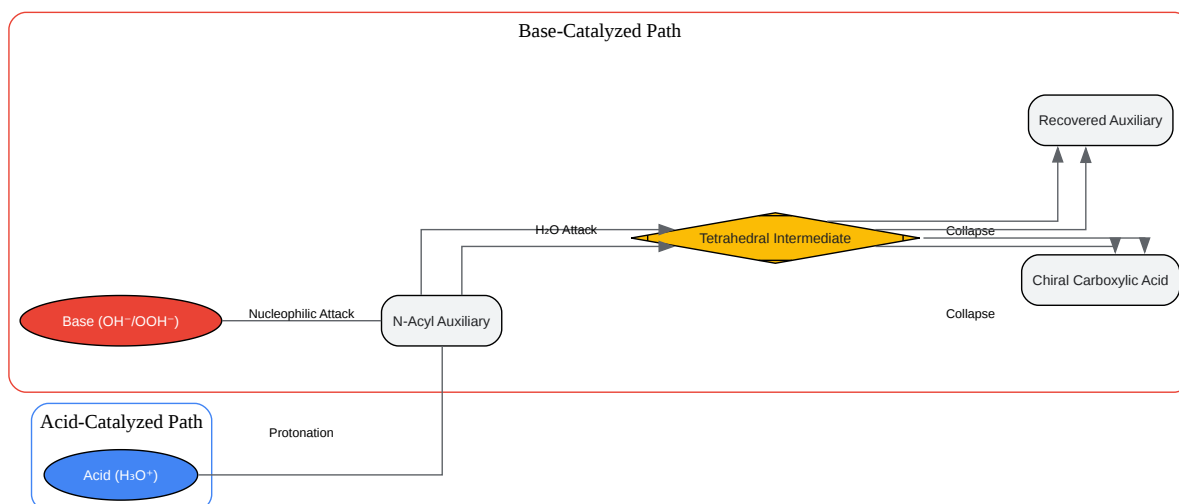 Base-Catalyzed Path
Recovered Auxiliary
H₂O Attack
Tetrahedral Intermediate
Collapse
Chiral Carboxylic Acid
Base (OH⁻/OOH⁻)
Nucleophilic Attack
N-Acyl Auxiliary
Collapse
Acid-Catalyzed Path
Protonation
Acid (H₃O⁺)